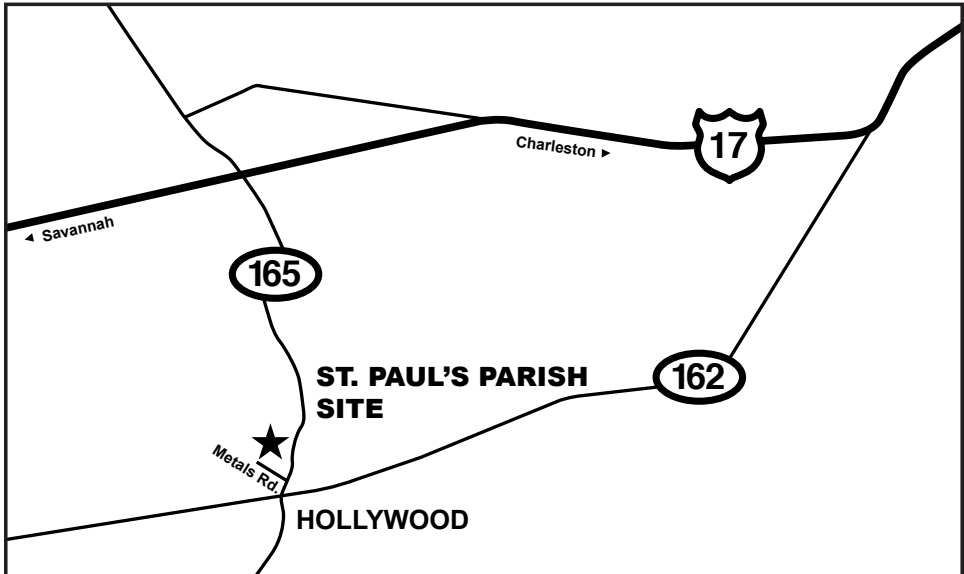 17
Charleston ►
◄ Savannah
165
ST. PAUL'S PARISH
SITE
162
Metals Rd.
HOLLYWOOD